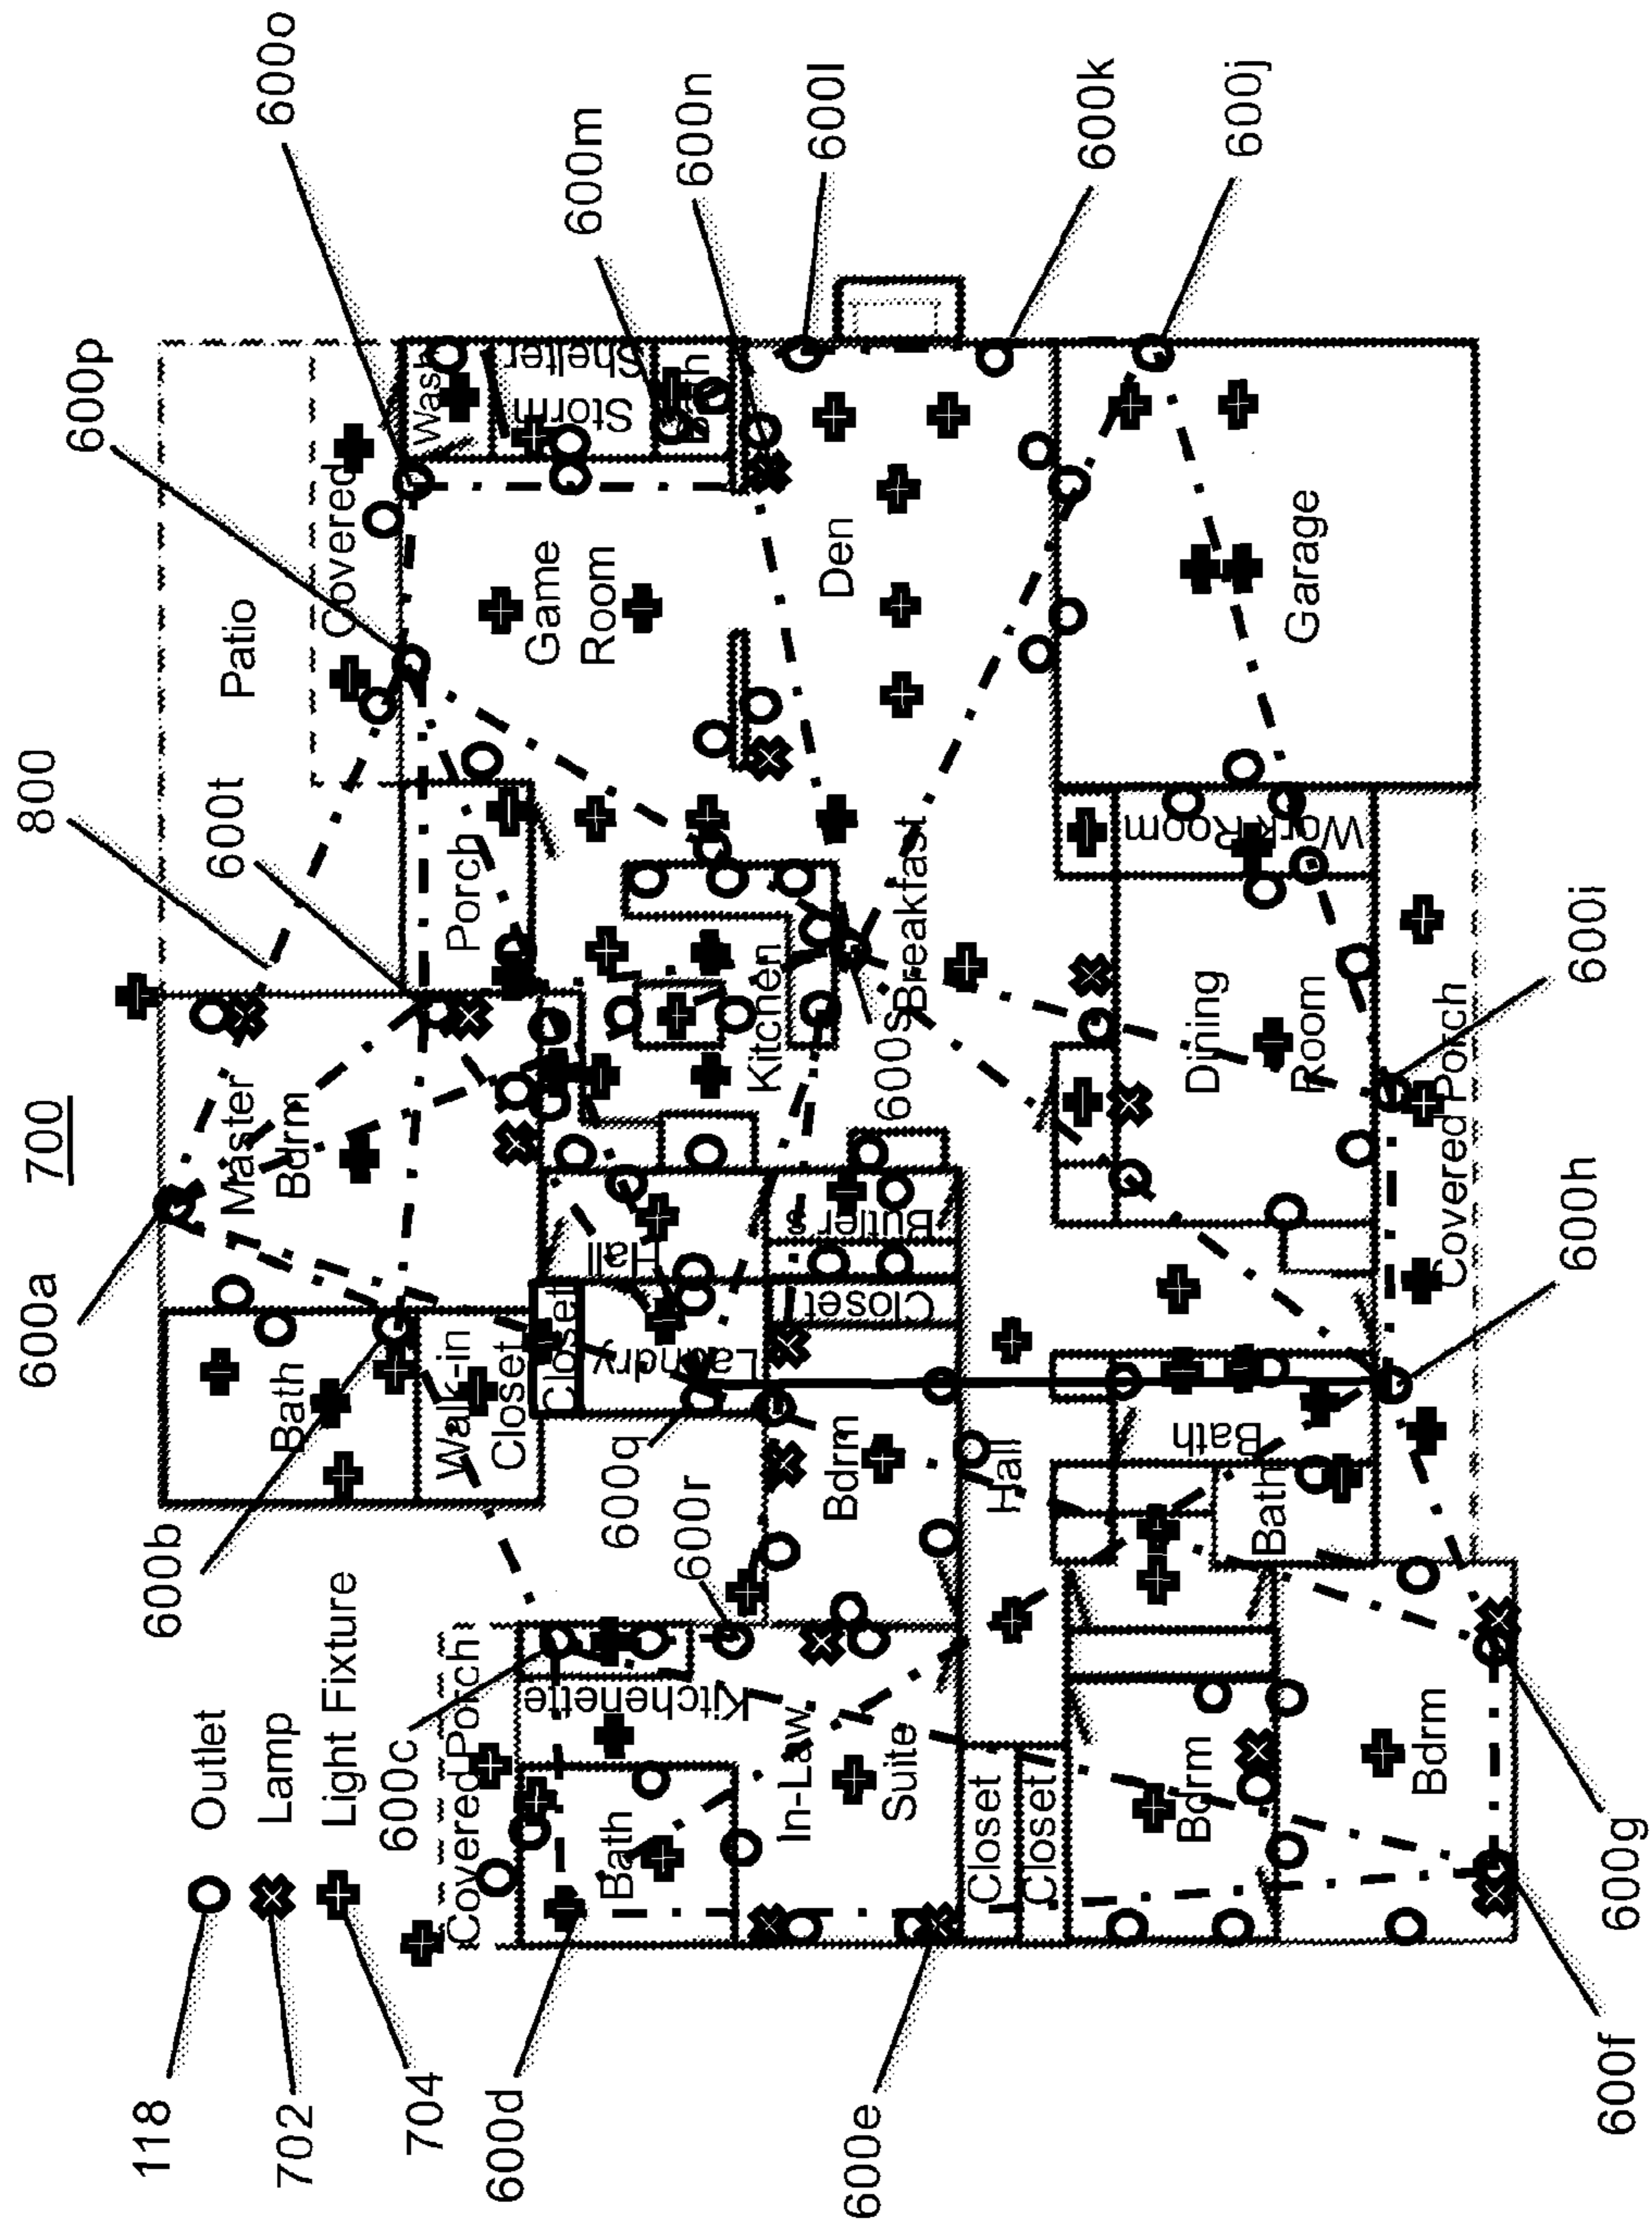 118
Outlet
702
Lamp
704
Light Fixture
700
800
600a
600b
600c
600d
600e
600f
600g
600h
600i
600j
600k
600l
600m
600n
600o
600p
600q
600r
600s
600t
Patio
Covered
Porch
Master
Bdrm
Bath
Walk-in
Closet
Closet
Laundry
Hall
Kitchen
Game
Room
Wash
Storm
Shelter
Den
Breakfast
Butler's
Closet
Bdrm
Hall
Covered Porch
Kitchenette
Bath
In-Law
Suite
Closet
Closet
Bdrm
Bdrm
Bath
Bath
Dining
Room
Work Room
Garage
Covered Porch